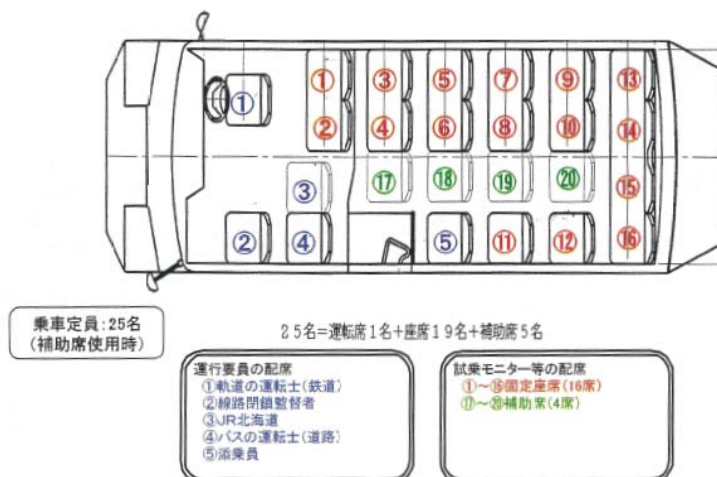 ① ① ③ ⑤ ⑦ ⑨ ⑬
② ④ ⑥ ⑧ ⑩ ⑭
③ ⑰ ⑱ ⑲ ⑳ ⑮
② ④ ⑤ ⑪ ⑫ ⑯
乗車定員:25名
(補助席使用時)
25名=運転席1名+座席19名+補助席5名
運行要員の配席
①軌道の運転士(鉄道)
②線路閉鎖監督者
③JR北海道
④バスの運転士(道路)
⑤添乗員
試乗モニター等の配席
①~⑯固定座席(16席)
⑰~⑳補助席(4席)